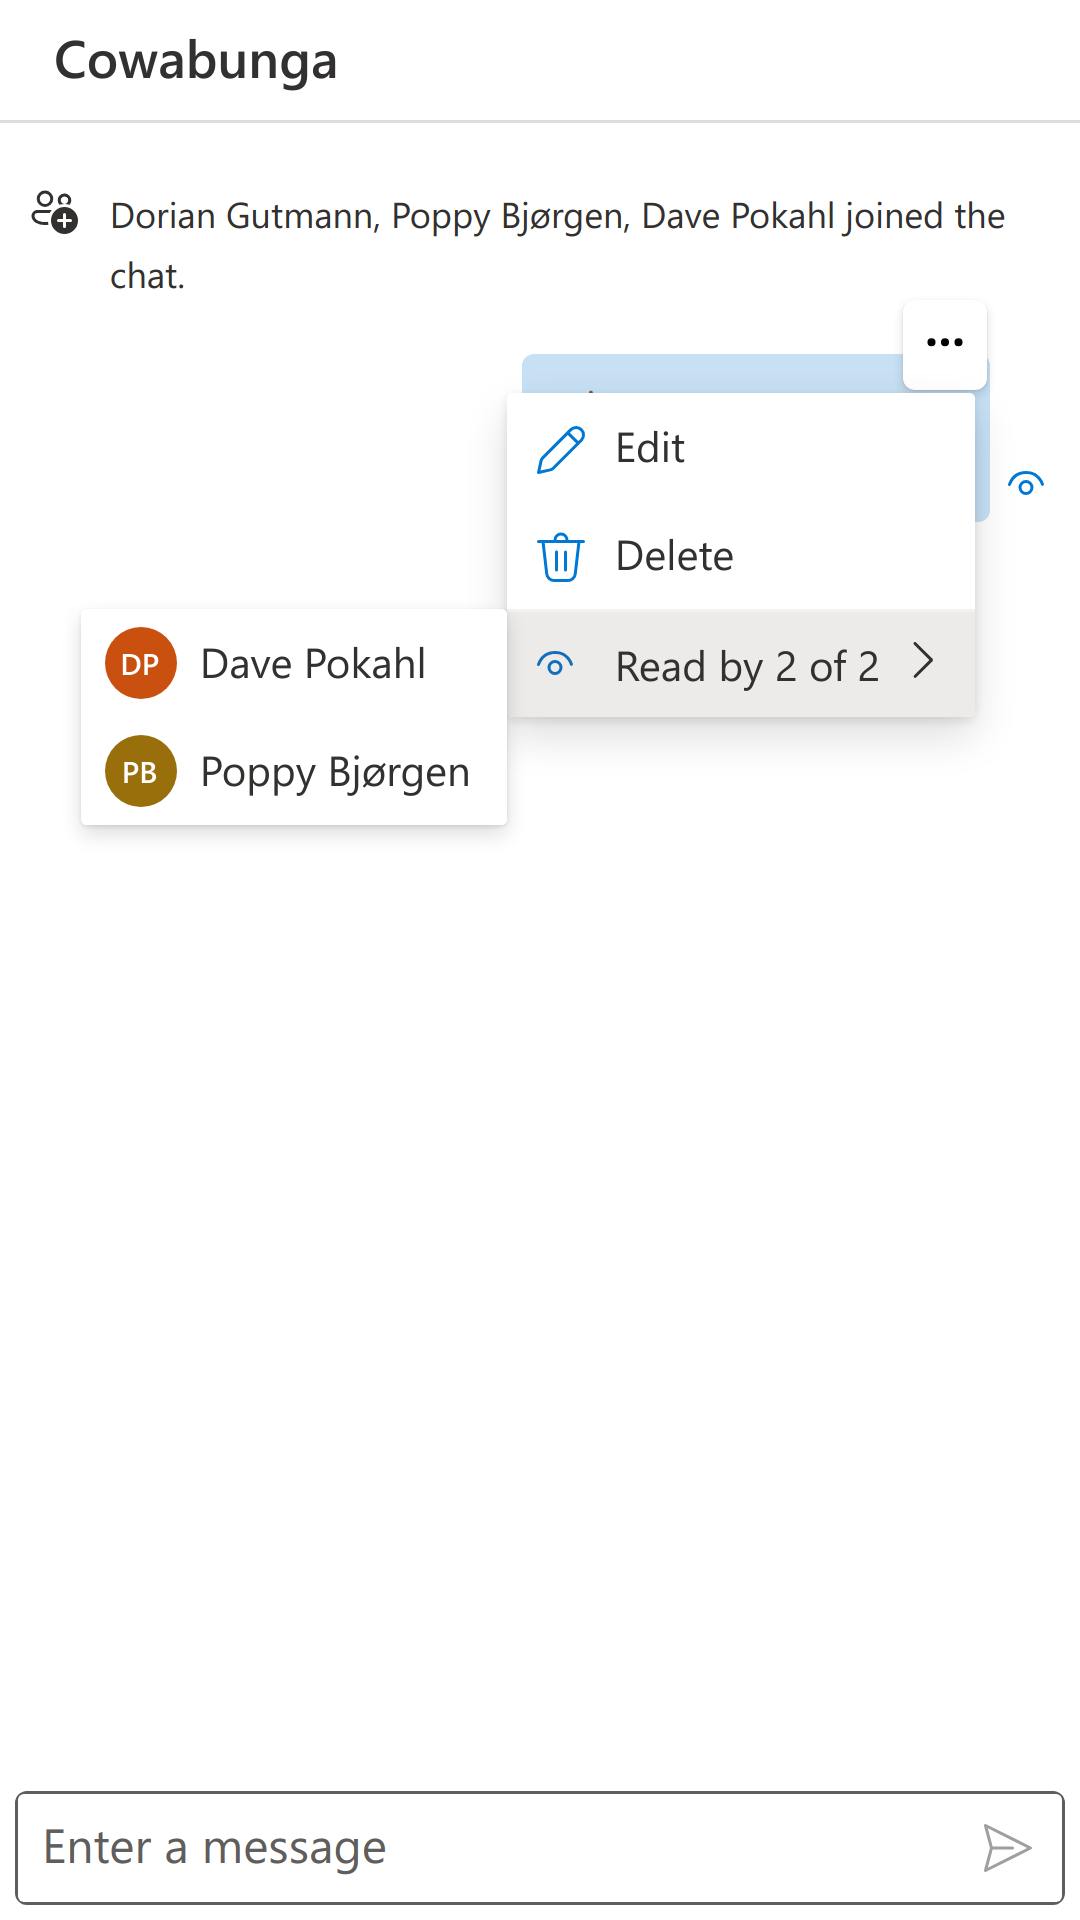 Cowabunga
Dorian Gutmann, Poppy Bjørgen, Dave Pokahl joined the
chat.
Edit
Delete
Read by 2 of 2
DP Dave Pokahl
PB Poppy Bjørgen
Enter a message